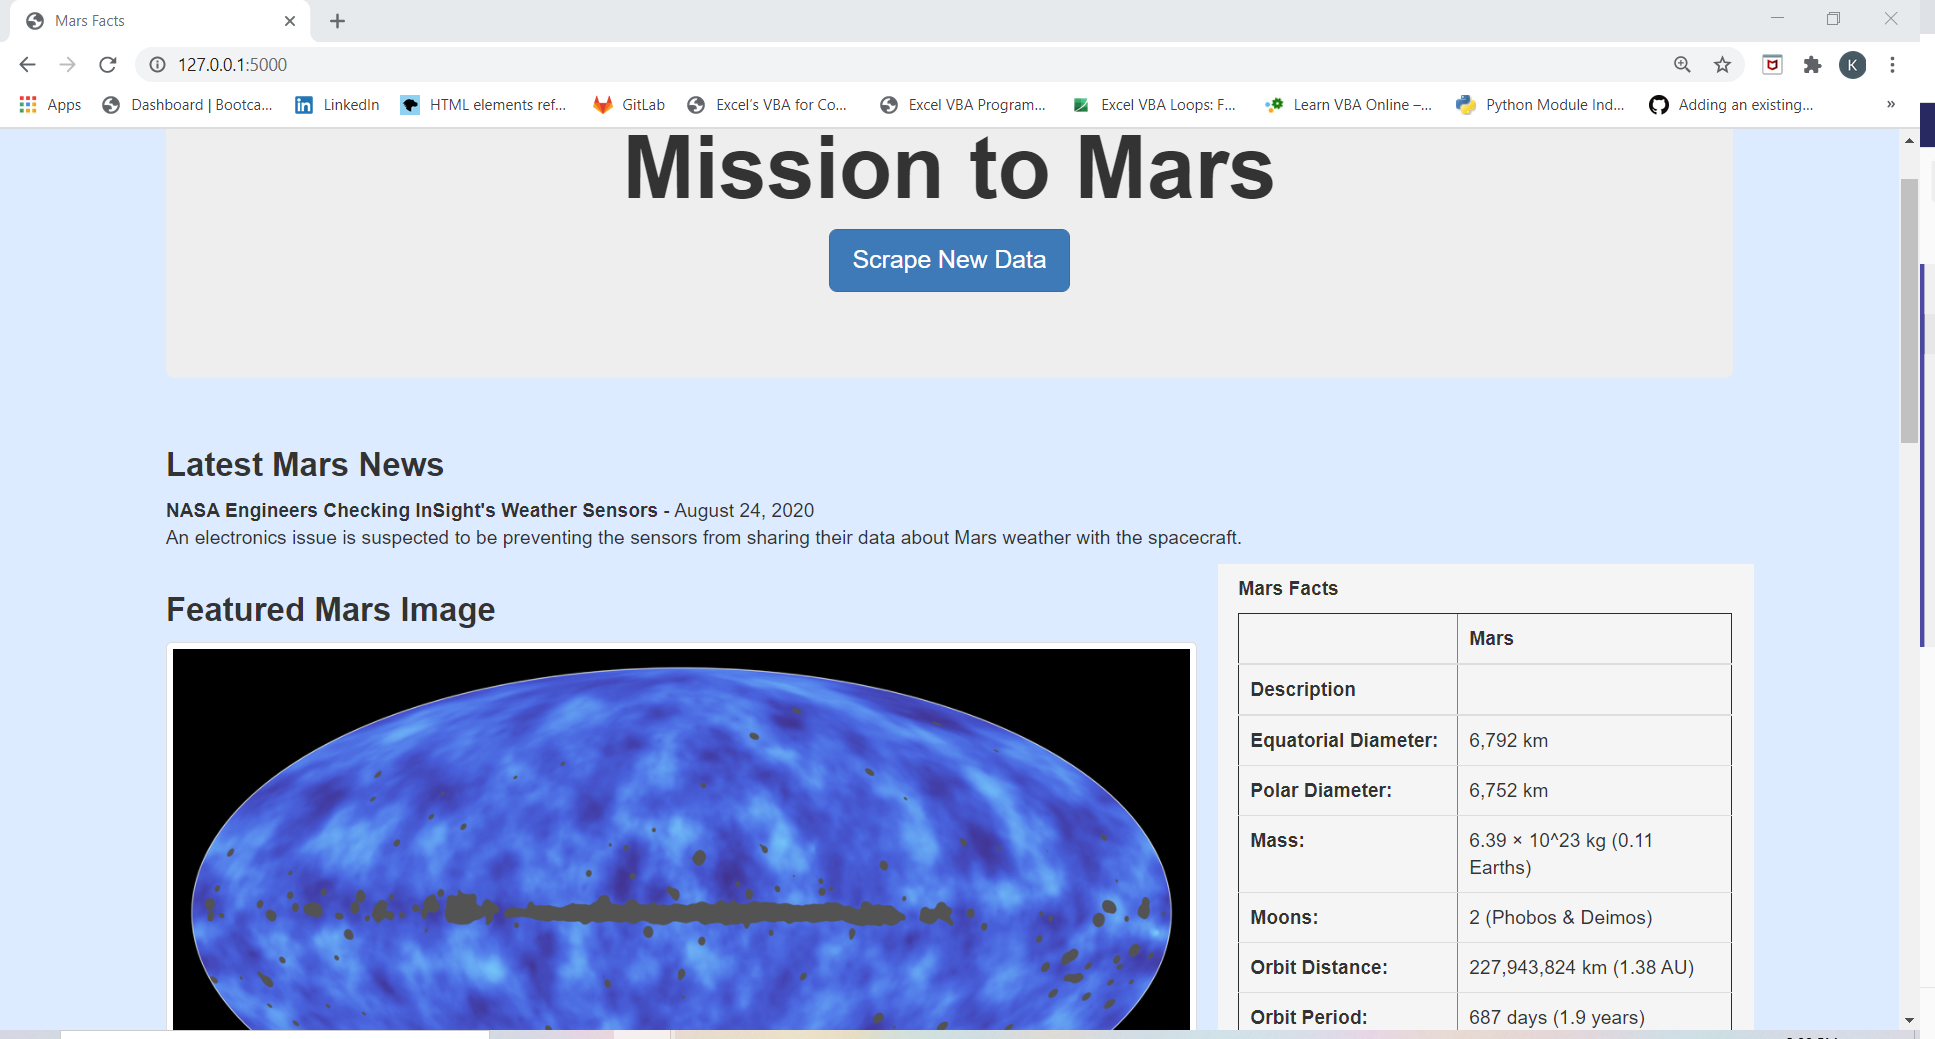 Mars Facts
127.0.0.1:5000
K
Apps
Dashboard | Bootca...
LinkedIn
HTML elements ref...
GitLab
Excel's VBA for Co...
Excel VBA Program...
Excel VBA Loops: F...
Learn VBA Online –...
Python Module Ind...
Adding an existing...
»
Mission to Mars
Scrape New Data
Latest Mars News
NASA Engineers Checking InSight's Weather Sensors - August 24, 2020
An electronics issue is suspected to be preventing the sensors from sharing their data about Mars weather with the spacecraft.
Featured Mars Image
Mars Facts
Mars
Description
Equatorial Diameter: 6,792 km
Polar Diameter: 6,752 km
Mass: 6.39 × 10^23 kg (0.11
Earths)
Moons: 2 (Phobos & Deimos)
Orbit Distance: 227,943,824 km (1.38 AU)
Orbit Period: 687 days (1.9 years)